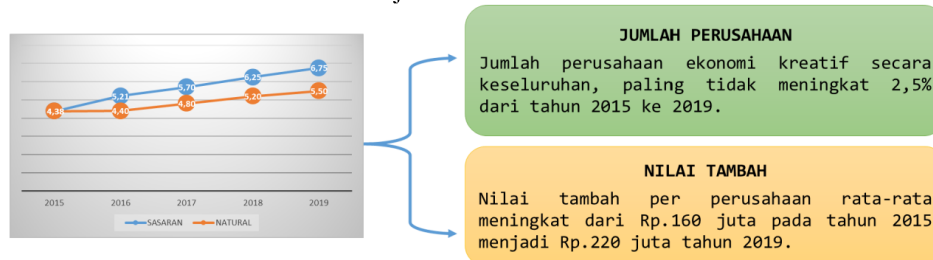 6,75
6,25
5,70
5,21
5,50
5,20
4,80
4,40
4,38
2015 2016 2017 2018 2019
SASARAN NATURAL
JUMLAH PERUSAHAAN
Jumlah perusahaan ekonomi kreatif secara
keseluruhan, paling tidak meningkat 2,5%
dari tahun 2015 ke 2019.
NILAI TAMBAH
Nilai tambah per perusahaan rata-rata
meningkat dari Rp.160 juta pada tahun 2015
menjadi Rp.220 juta tahun 2019.